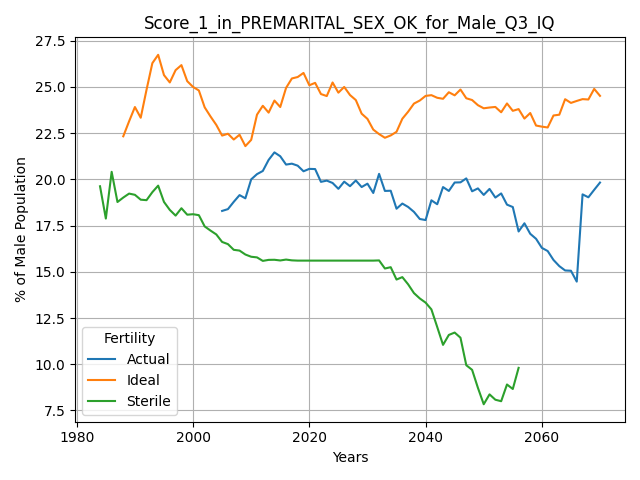 Score_1_in_PREMARITAL_SEX_OK_for_Male_Q3_IQ
% of Male Population
27.5
25.0
22.5
20.0
17.5
15.0
12.5
10.0
7.5
Fertility
Actual
Ideal
Sterile
1980
2000
2020
2040
2060
Years